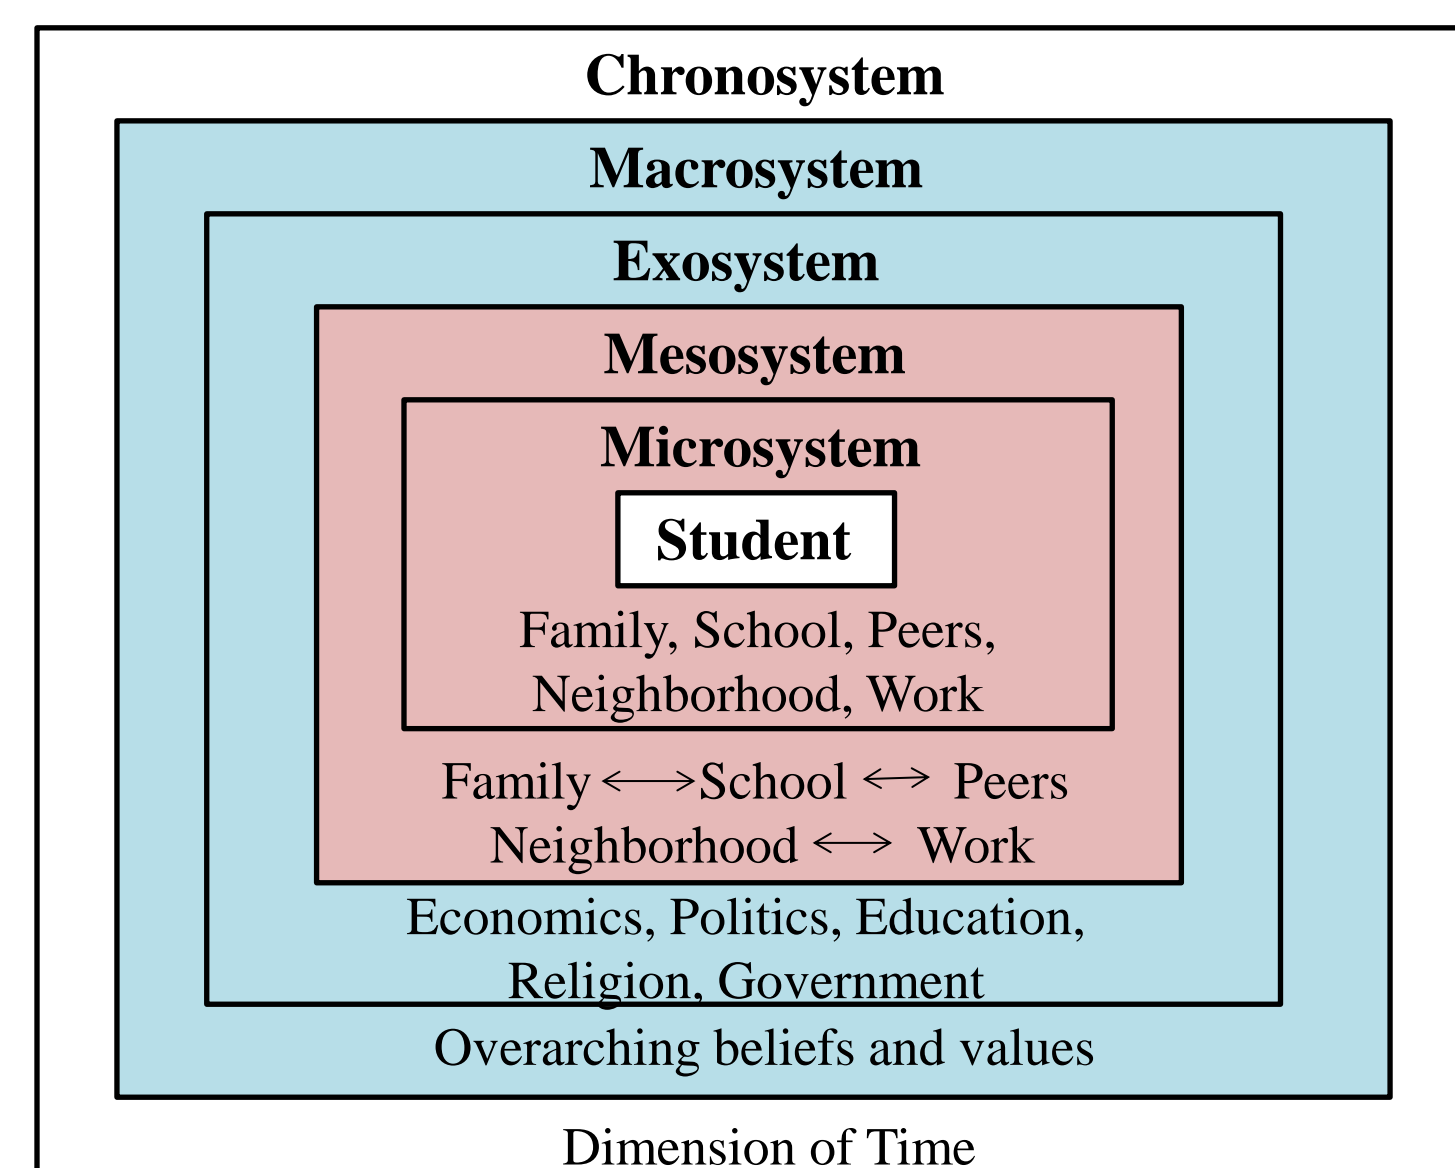 Chronosystem
Macrosystem
Exosystem
Mesosystem
Microsystem
Student
Family, School, Peers,
Neighborhood, Work
Family ⟷ School ⟷ Peers
Neighborhood ⟷ Work
Economics, Politics, Education,
Religion, Government
Overarching beliefs and values
Dimension of Time